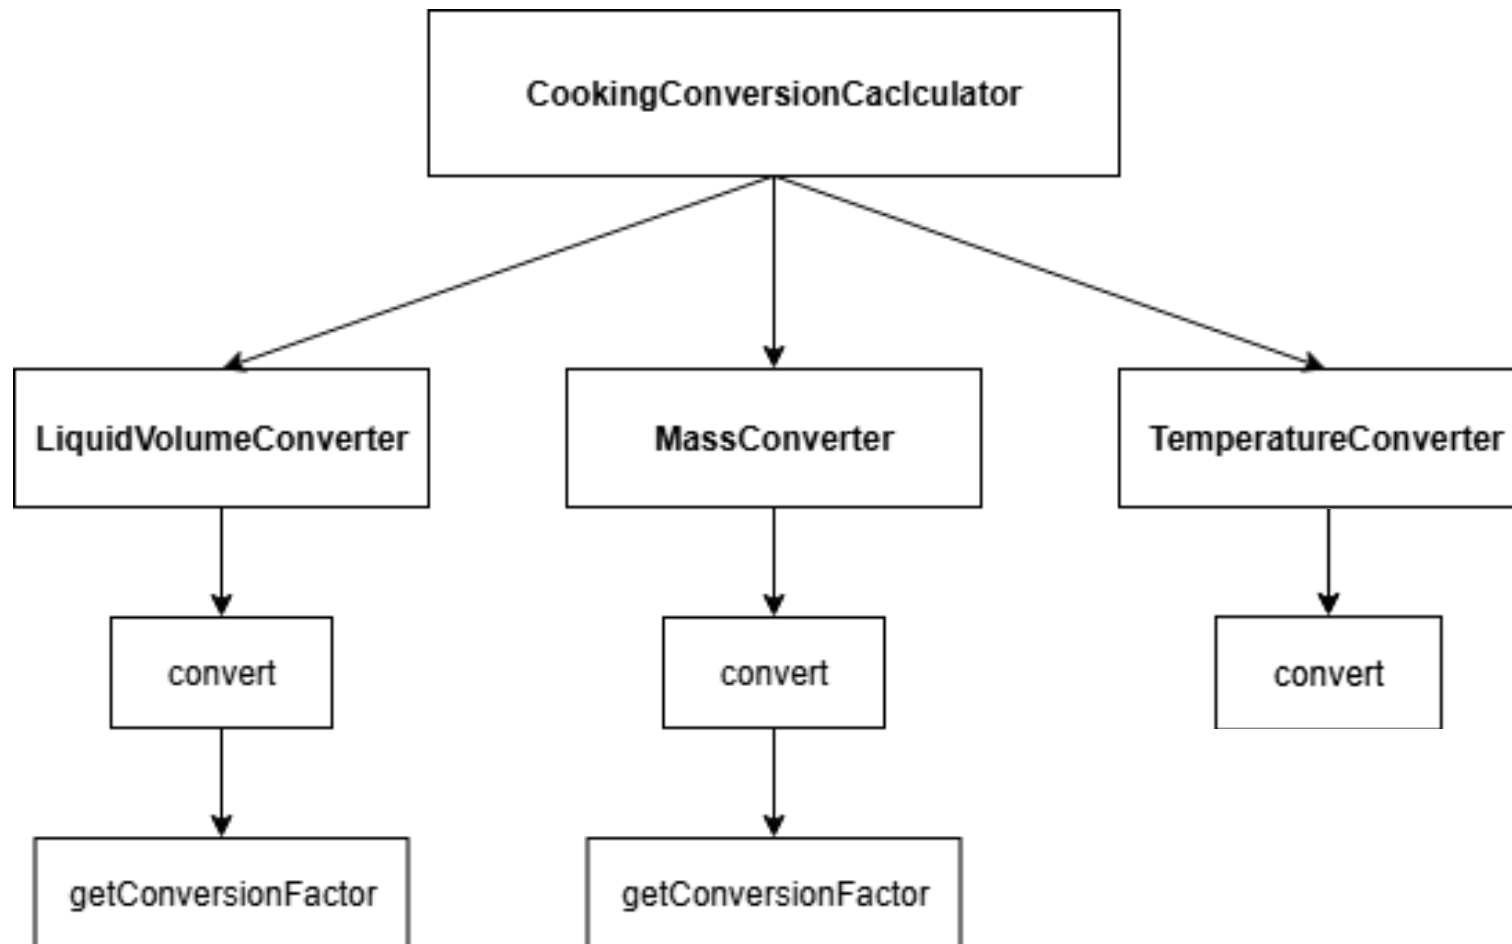 CookingConversionCaclculator
LiquidVolumeConverter
MassConverter
TemperatureConverter
convert
convert
convert
getConversionFactor
getConversionFactor